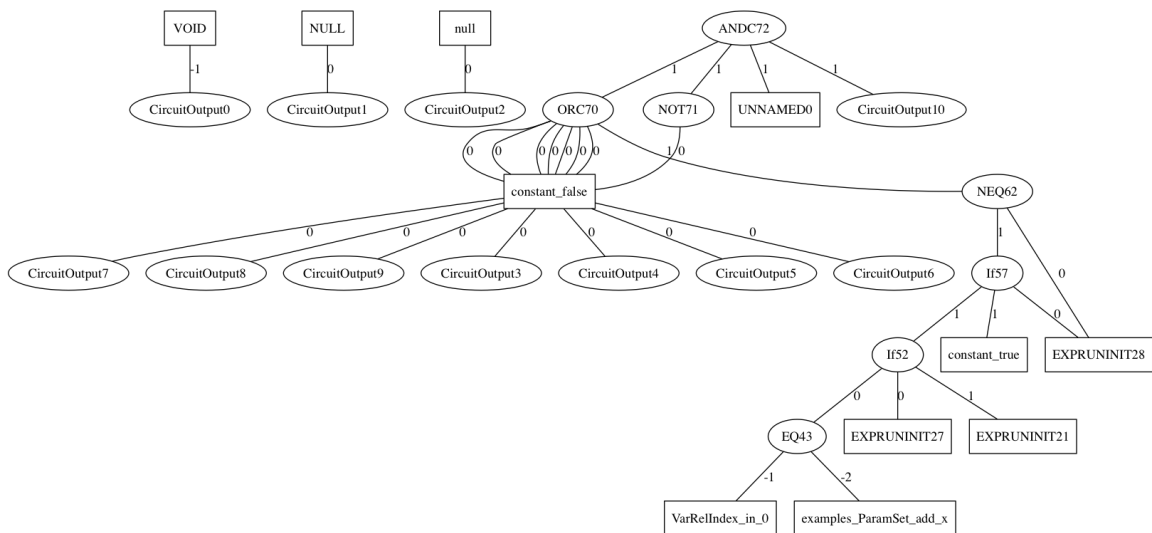 VOID
NULL
null
ANDC72
-1
0
0
1
1
1
1
CircuitOutput0
CircuitOutput1
CircuitOutput2
ORC70
NOT71
UNNAMED0
CircuitOutput10
0
0
0
0
0
0
0
1
0
constant_false
NEQ62
0
0
0
0
0
0
0
1
0
CircuitOutput7
CircuitOutput8
CircuitOutput9
CircuitOutput3
CircuitOutput4
CircuitOutput5
CircuitOutput6
If57
1
1
0
If52
constant_true
EXPRUNINIT28
0
0
1
EQ43
EXPRUNINIT27
EXPRUNINIT21
-1
-2
VarRelIndex_in_0
examples_ParamSet_add_x